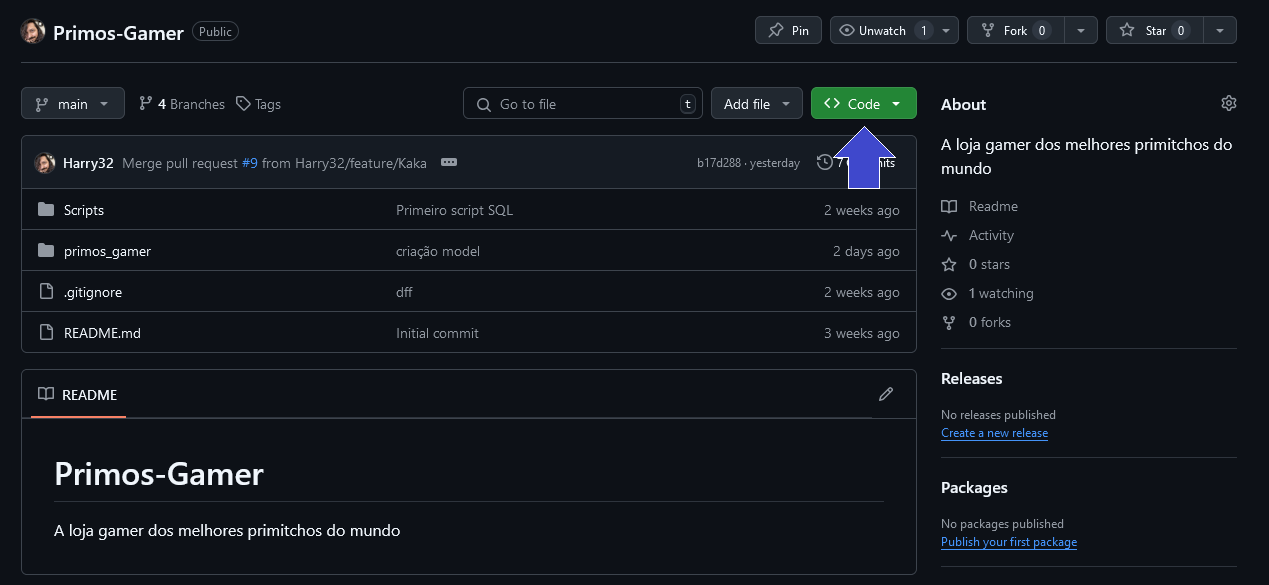 Primos-Gamer Public
Pin
Unwatch 1
Fork 0
Star 0
main
4 Branches
Tags
Go to file t
Add file
Code
Harry32 Merge pull request #9 from Harry32/feature/Kaka
b17d288 · yesterday
Scripts Primeiro script SQL 2 weeks ago
primos_gamer criação model 2 days ago
.gitignore dff 2 weeks ago
README.md Initial commit 3 weeks ago
README
Primos-Gamer
A loja gamer dos melhores primitchos do mundo
About
A loja gamer dos melhores primitchos do
mundo
Readme
Activity
0 stars
1 watching
0 forks
Releases
No releases published
Create a new release
Packages
No packages published
Publish your first package